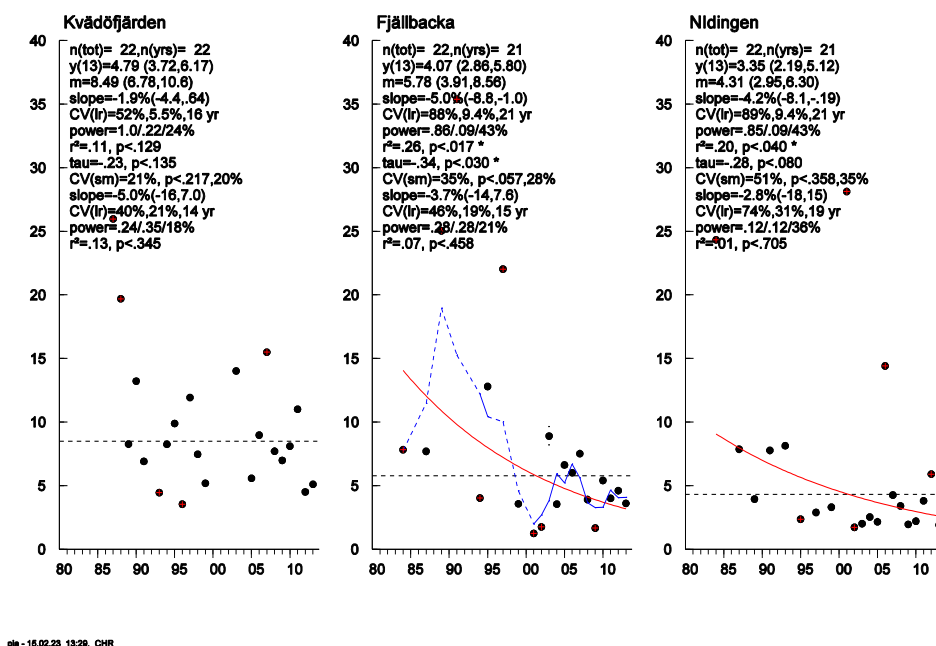 Kvädöfjärden
40
35
30
25
20
15
10
5
0
n(tot)= 22,n(yrs)= 22
y(13)=4.79 (3.72,6.17)
m=8.49 (6.78,10.6)
slope=-1.9%(-4.4,.64)
CV(lr)=52%,5.5%,16 yr
power=1.0/.22/24%
r²=.11, p<.129
tau=-.23, p<.135
CV(sm)=21%, p<.217,20%
slope=-5.0%(-16,7.0)
CV(lr)=40%,21%,14 yr
power=.24/.35/18%
r²=.13, p<.345
80 85 90 95 00 05 10
Fjällbacka
40
35
30
25
20
15
10
5
0
n(tot)= 22,n(yrs)= 21
y(13)=4.07 (2.86,5.80)
m=5.78 (3.91,8.56)
slope=-5.0%(-8.8,-1.0)
CV(lr)=88%,9.4%,21 yr
power=.86/.09/43%
r²=.26, p<.017 *
tau=-.34, p<.030 *
CV(sm)=35%, p<.057,28%
slope=-3.7%(-14,7.6)
CV(lr)=46%,19%,15 yr
power=.28/.28/21%
r²=.07, p<.458
80 85 90 95 00 05 10
NIdingen
40
35
30
25
20
15
10
5
0
n(tot)= 22,n(yrs)= 21
y(13)=3.35 (2.19,5.12)
m=4.31 (2.95,6.30)
slope=-4.2%(-8.1,-.19)
CV(lr)=89%,9.4%,21 yr
power=.85/.09/43%
r²=.20, p<.040 *
tau=-.28, p<.080
CV(sm)=51%, p<.358,35%
slope=-2.8%(-18,15)
CV(lr)=74%,31%,19 yr
power=.12/.12/36%
r²=.01, p<.705
80 85 90 95 00 05 10
pia - 15.02.23 13:29, CHR